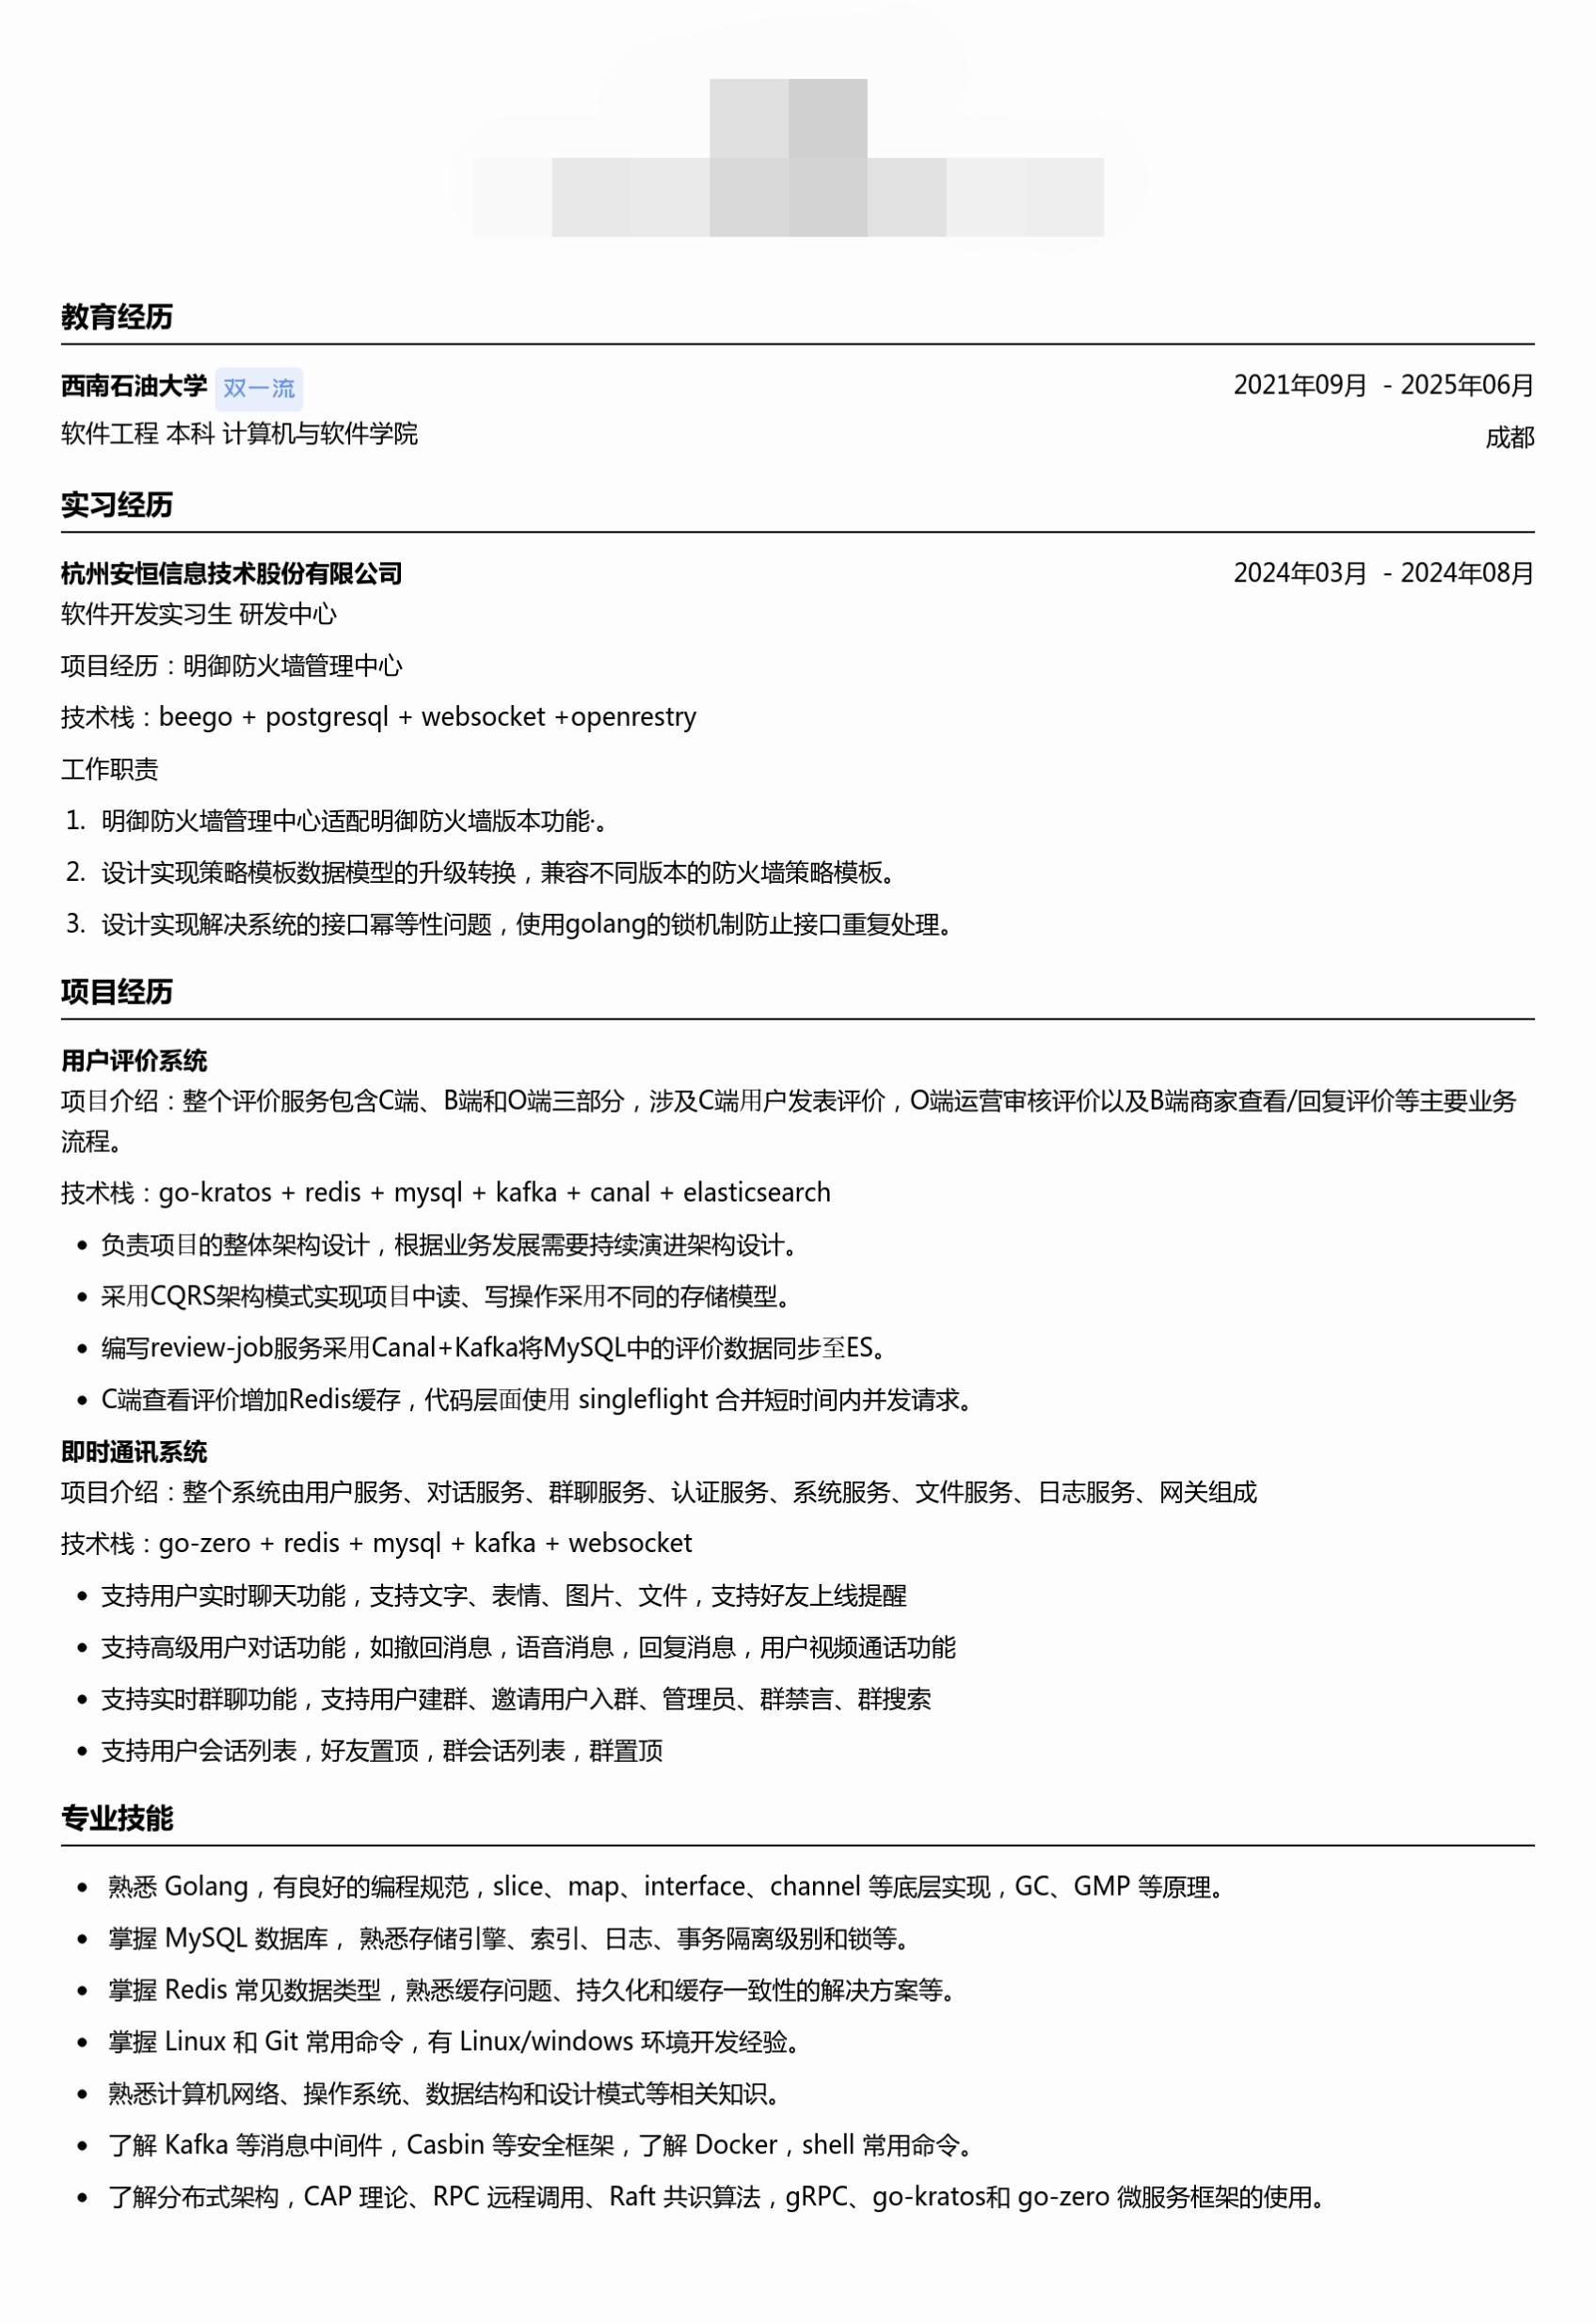 教育经历
西南石油大学 双一流 2021年09月 - 2025年06月
软件工程 本科 计算机与软件学院 成都
实习经历
杭州安恒信息技术股份有限公司 2024年03月 - 2024年08月
软件开发实习生 研发中心
项目经历：明御防火墙管理中心
技术栈：beego + postgresql + websocket +openrestry
工作职责
1. 明御防火墙管理中心适配明御防火墙版本功能·。
2. 设计实现策略模板数据模型的升级转换，兼容不同版本的防火墙策略模板。
3. 设计实现解决系统的接口幂等性问题，使用golang的锁机制防止接口重复处理。
项目经历
用户评价系统
项目介绍：整个评价服务包含C端、B端和O端三部分，涉及C端用户发表评价，O端运营审核评价以及B端商家查看/回复评价等主要业务
流程。
技术栈：go-kratos + redis + mysql + kafka + canal + elasticsearch
• 负责项目的整体架构设计，根据业务发展需要持续演进架构设计。
• 采用CQRS架构模式实现项目中读、写操作采用不同的存储模型。
• 编写review-job服务采用Canal+Kafka将MySQL中的评价数据同步至ES。
• C端查看评价增加Redis缓存，代码层面使用 singleflight 合并短时间内并发请求。
即时通讯系统
项目介绍：整个系统由用户服务、对话服务、群聊服务、认证服务、系统服务、文件服务、日志服务、网关组成
技术栈：go-zero + redis + mysql + kafka + websocket
• 支持用户实时聊天功能，支持文字、表情、图片、文件，支持好友上线提醒
• 支持高级用户对话功能，如撤回消息，语音消息，回复消息，用户视频通话功能
• 支持实时群聊功能，支持用户建群、邀请用户入群、管理员、群禁言、群搜索
• 支持用户会话列表，好友置顶，群会话列表，群置顶
专业技能
• 熟悉 Golang，有良好的编程规范，slice、map、interface、channel 等底层实现，GC、GMP 等原理。
• 掌握 MySQL 数据库， 熟悉存储引擎、索引、日志、事务隔离级别和锁等。
• 掌握 Redis 常见数据类型，熟悉缓存问题、持久化和缓存一致性的解决方案等。
• 掌握 Linux 和 Git 常用命令，有 Linux/windows 环境开发经验。
• 熟悉计算机网络、操作系统、数据结构和设计模式等相关知识。
• 了解 Kafka 等消息中间件，Casbin 等安全框架，了解 Docker，shell 常用命令。
• 了解分布式架构，CAP 理论、RPC 远程调用、Raft 共识算法，gRPC、go-kratos和 go-zero 微服务框架的使用。